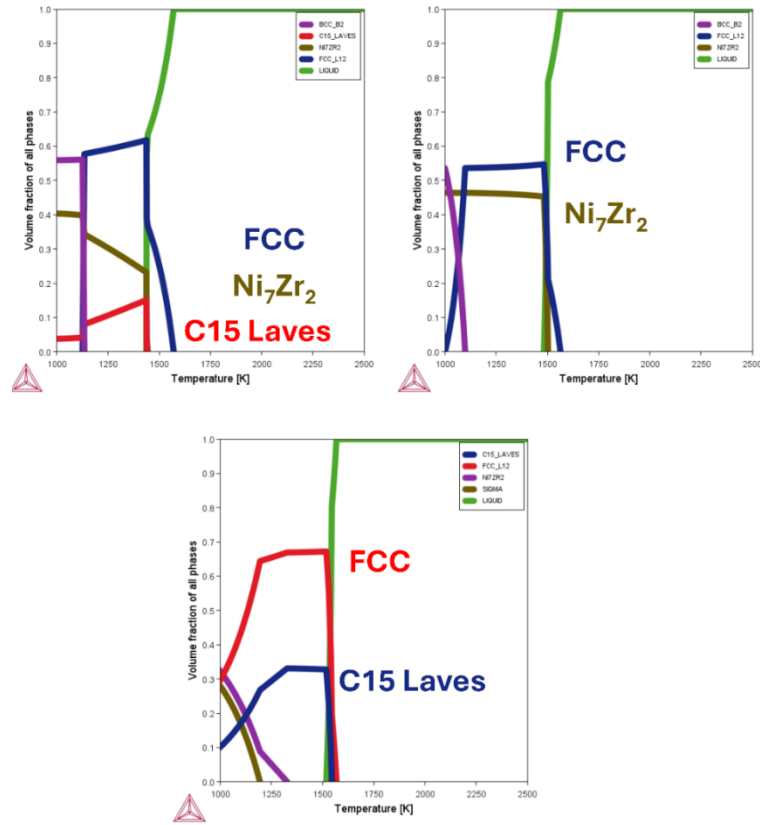 1.0
0.9
0.8
0.7
0.6
0.5
0.4
0.3
0.2
0.1
0.0
Volume fraction of all phases
BCC_B2
C15_LAVES
NI7ZR2
FCC_L12
LIQUID
FCC
Ni₇Zr₂
C15 Laves
1000 1250 1500 1750 2000 2250 2500
Temperature [K]
1.0
0.9
0.8
0.7
0.6
0.5
0.4
0.3
0.2
0.1
0.0
Volume fraction of all phases
BCC_B2
FCC_L12
NI7ZR2
LIQUID
FCC
Ni₇Zr₂
1000 1250 1500 1750 2000 2250 2500
Temperature [K]
1.0
0.9
0.8
0.7
0.6
0.5
0.4
0.3
0.2
0.1
0.0
Volume fraction of all phases
C15_LAVES
FCC_L12
NI7ZR2
SIGMA
LIQUID
FCC
C15 Laves
1000 1250 1500 1750 2000 2250 2500
Temperature [K]